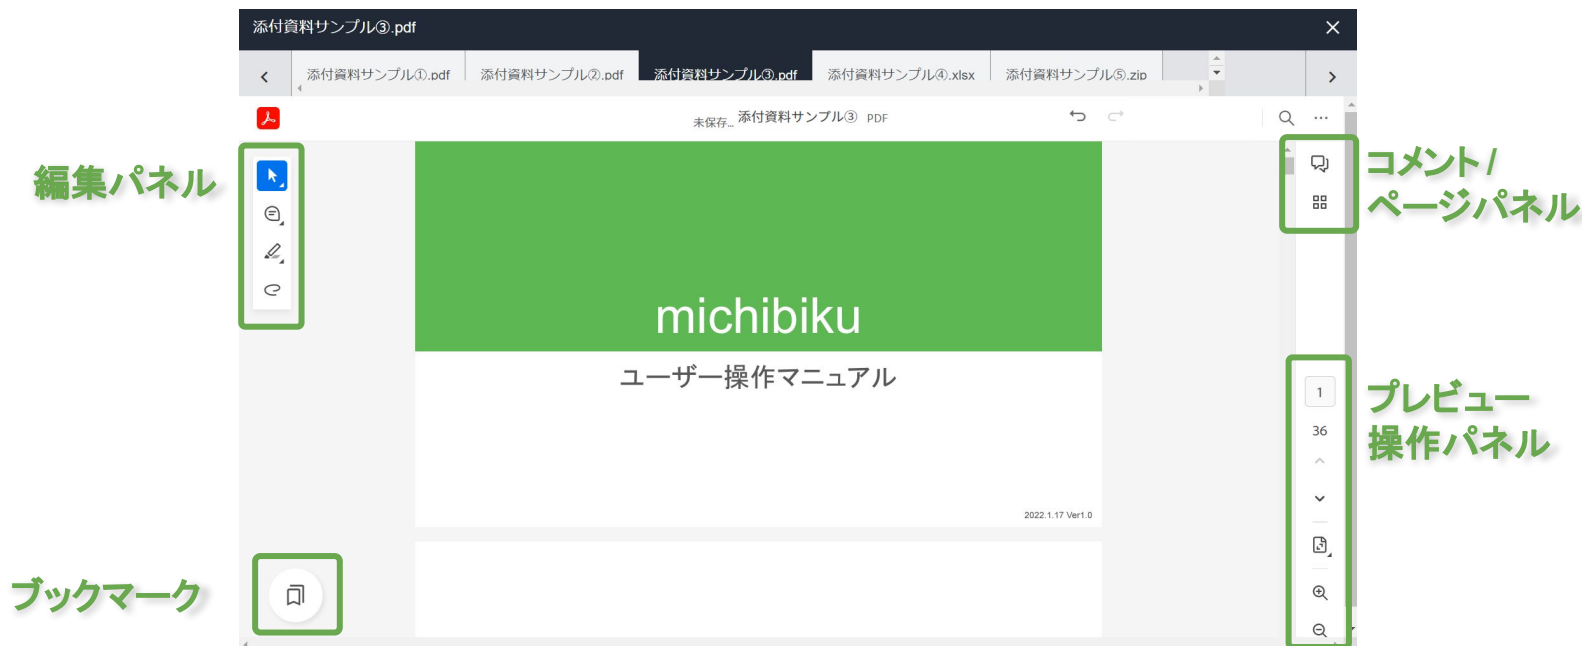 添付資料サンプル③.pdf
添付資料サンプル①.pdf
添付資料サンプル②.pdf
添付資料サンプル③.pdf
添付資料サンプル④.xlsx
添付資料サンプル⑤.zip
未保存... 添付資料サンプル③ PDF
編集パネル
コメント/
ページパネル
michibiku
ユーザー操作マニュアル
1
36
プレビュー
操作パネル
2022.1.17 Ver1.0
ブックマーク